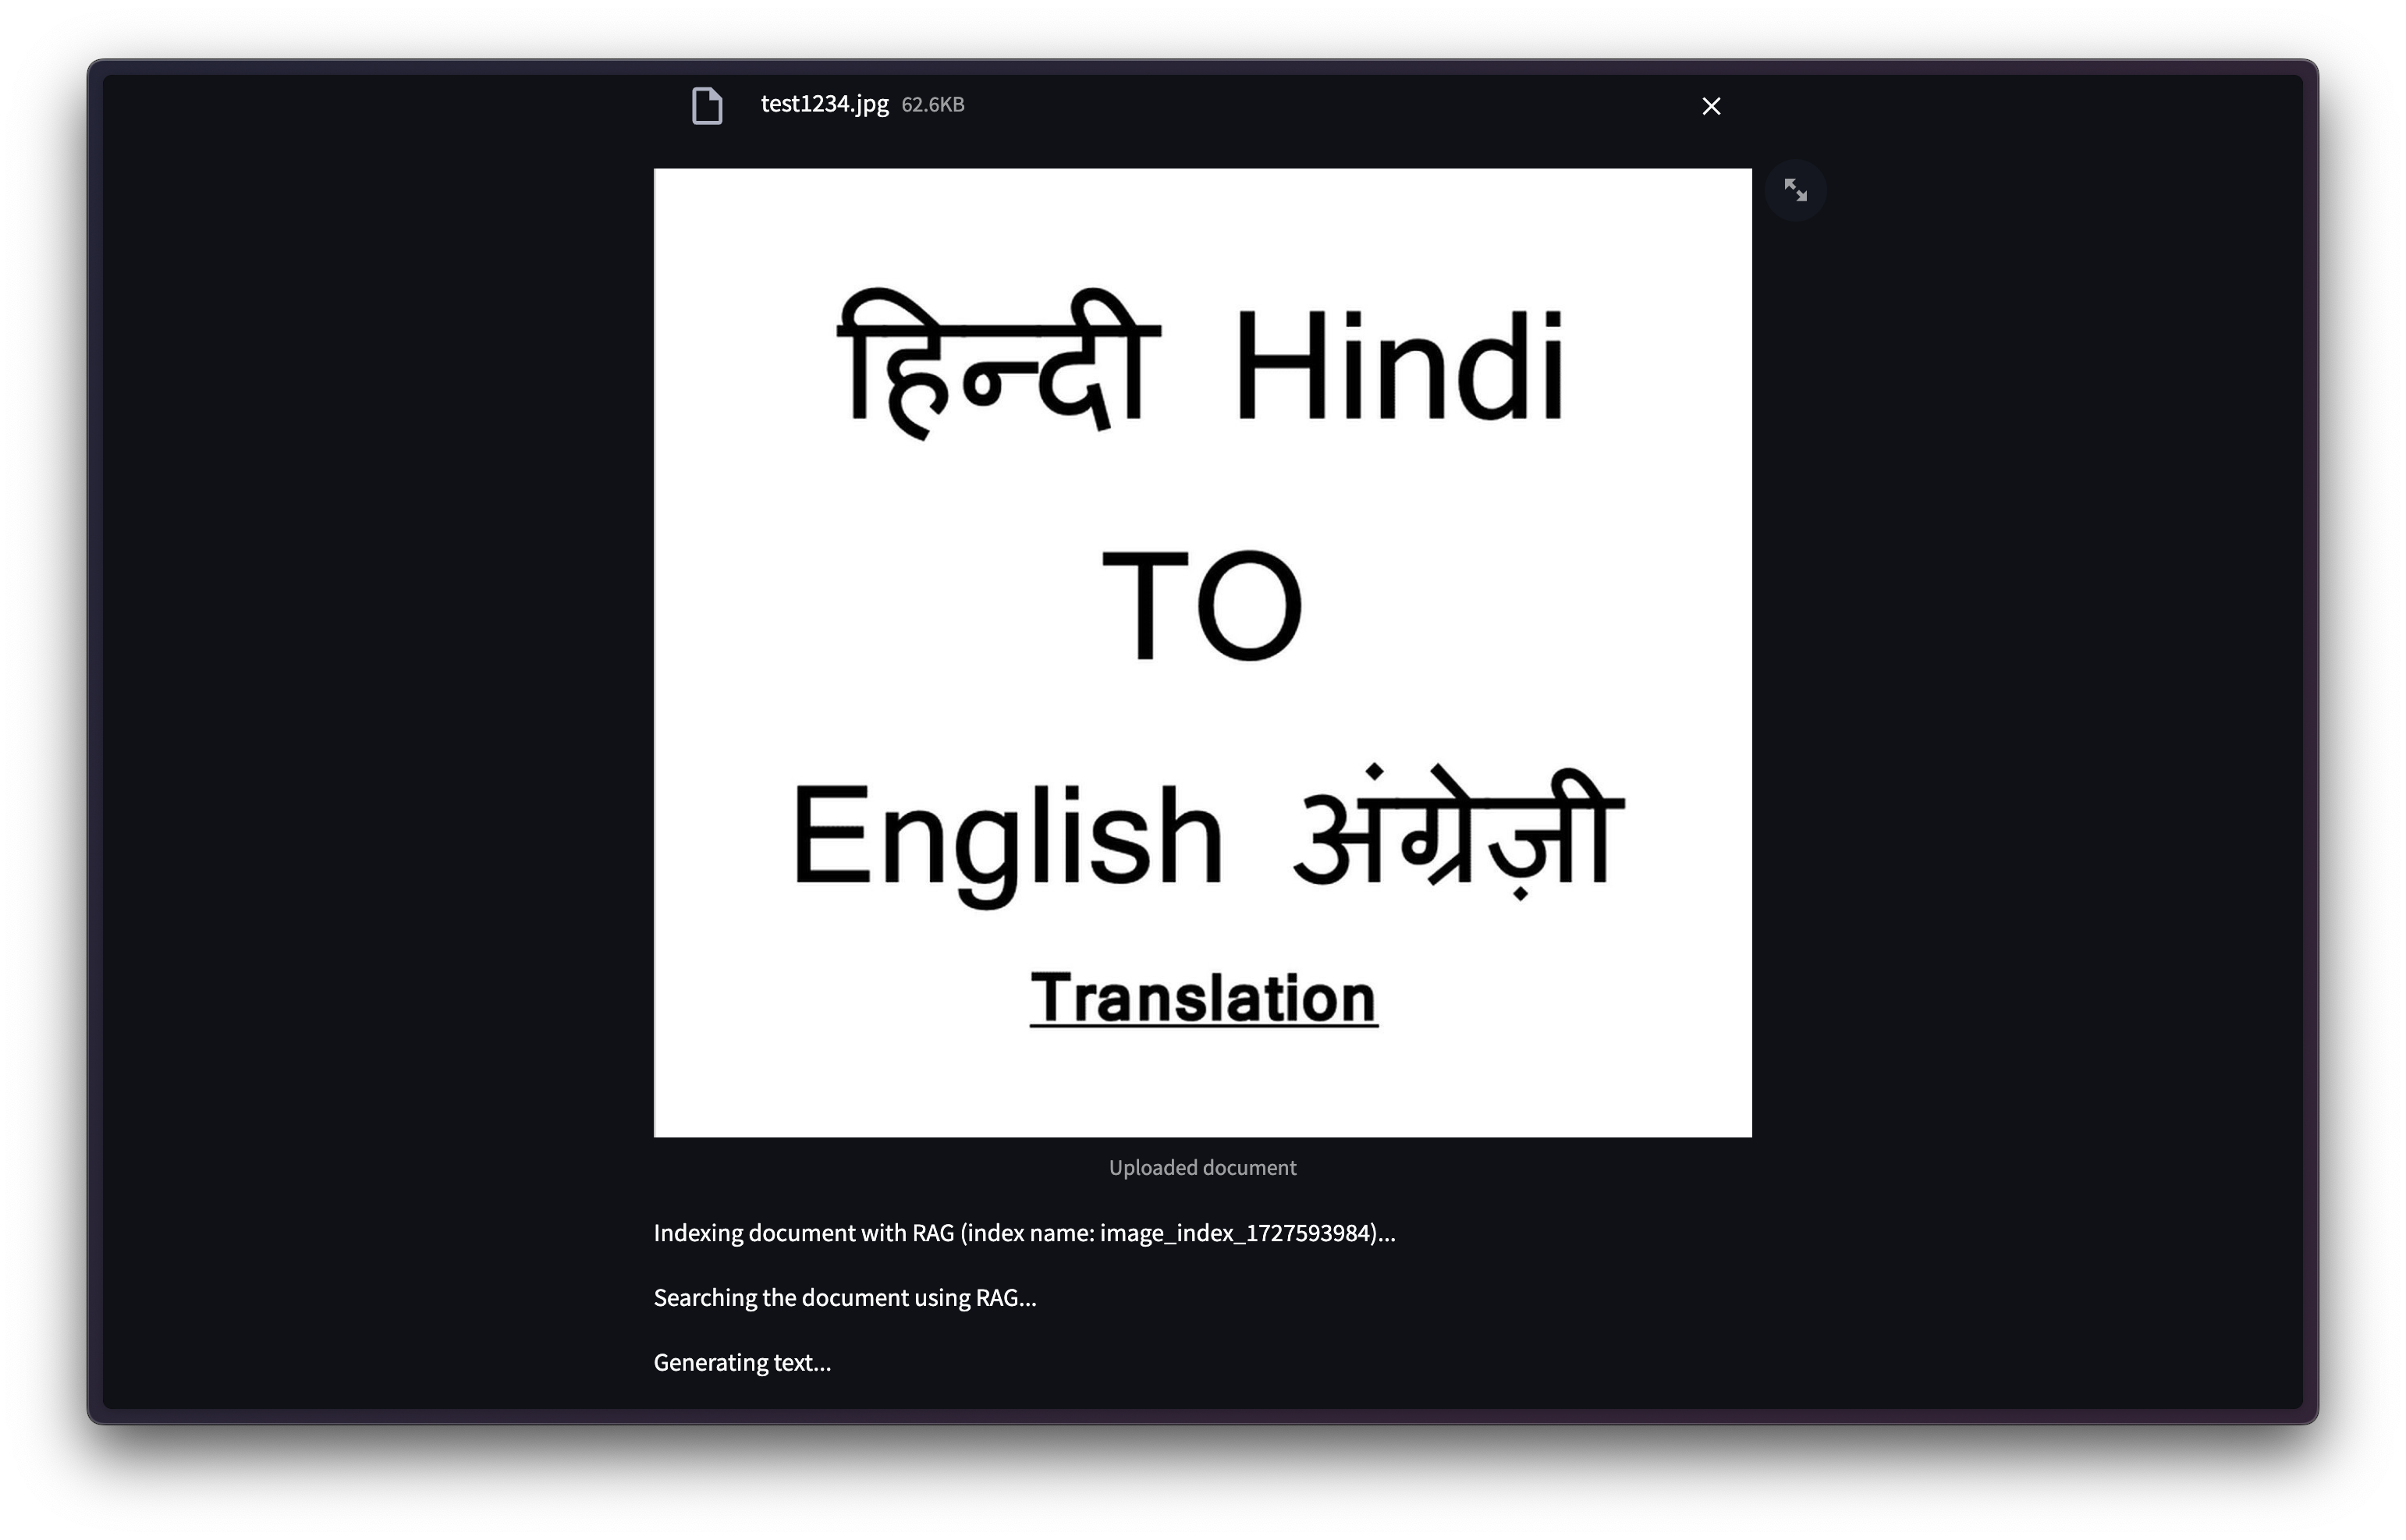 test1234.jpg 62.6KB
हिन्दी Hindi
TO
English अंग्रेज़ी
Translation
Uploaded document
Indexing document with RAG (index name: image_index_1727593984)...
Searching the document using RAG...
Generating text...